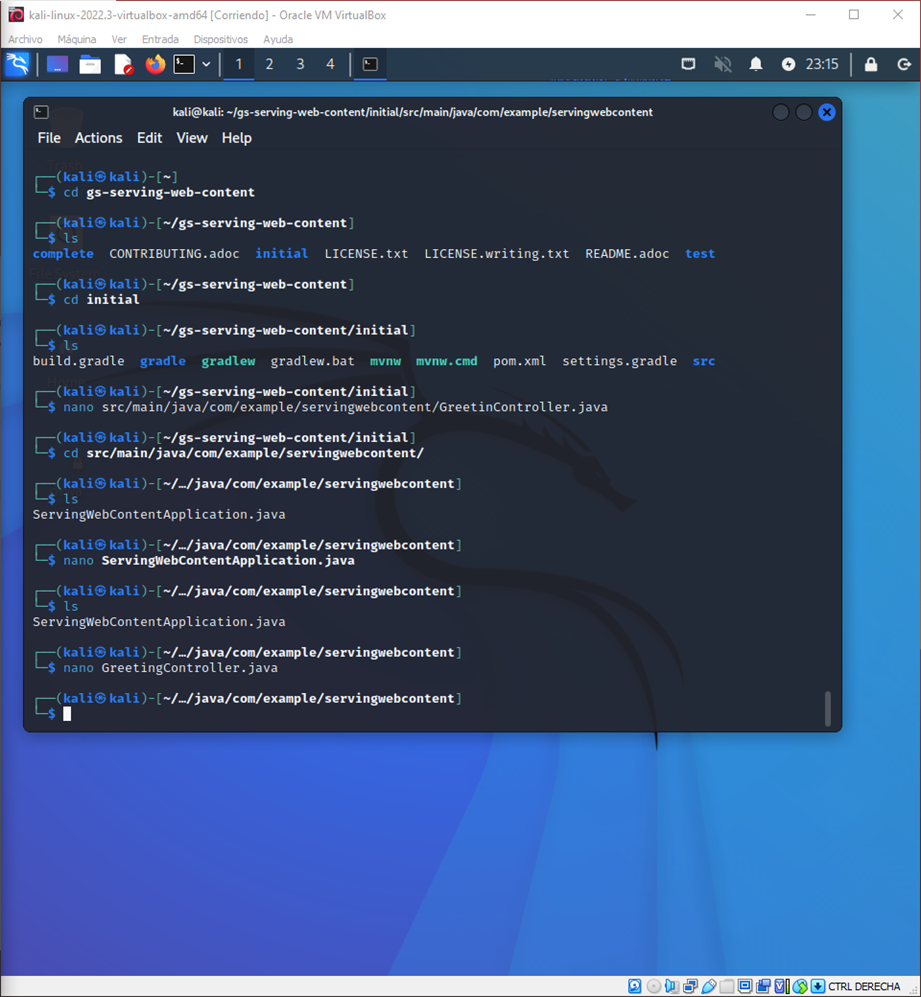 kali-linux-2022.3-virtualbox-amd64 [Corriendo] - Oracle VM VirtualBox
Archivo Máquina Ver Entrada Dispositivos Ayuda
1 2 3 4 23:15
kali@kali: ~/gs-serving-web-content/initial/src/main/java/com/example/servingwebcontent
File Actions Edit View Help
┌──(kali㉿kali)-[~]
└─$ cd gs-serving-web-content
┌──(kali㉿kali)-[~/gs-serving-web-content]
└─$ ls
complete CONTRIBUTING.adoc initial LICENSE.txt LICENSE.writing.txt README.adoc test
┌──(kali㉿kali)-[~/gs-serving-web-content]
└─$ cd initial
┌──(kali㉿kali)-[~/gs-serving-web-content/initial]
└─$ ls
build.gradle gradle gradlew gradlew.bat mvnw mvnw.cmd pom.xml settings.gradle src
┌──(kali㉿kali)-[~/gs-serving-web-content/initial]
└─$ nano src/main/java/com/example/servingwebcontent/GreetinController.java
┌──(kali㉿kali)-[~/gs-serving-web-content/initial]
└─$ cd src/main/java/com/example/servingwebcontent/
┌──(kali㉿kali)-[~/…/java/com/example/servingwebcontent]
└─$ ls
ServingWebContentApplication.java
┌──(kali㉿kali)-[~/…/java/com/example/servingwebcontent]
└─$ nano ServingWebContentApplication.java
┌──(kali㉿kali)-[~/…/java/com/example/servingwebcontent]
└─$ ls
ServingWebContentApplication.java
┌──(kali㉿kali)-[~/…/java/com/example/servingwebcontent]
└─$ nano GreetingController.java
┌──(kali㉿kali)-[~/…/java/com/example/servingwebcontent]
└─$
CTRL DERECHA